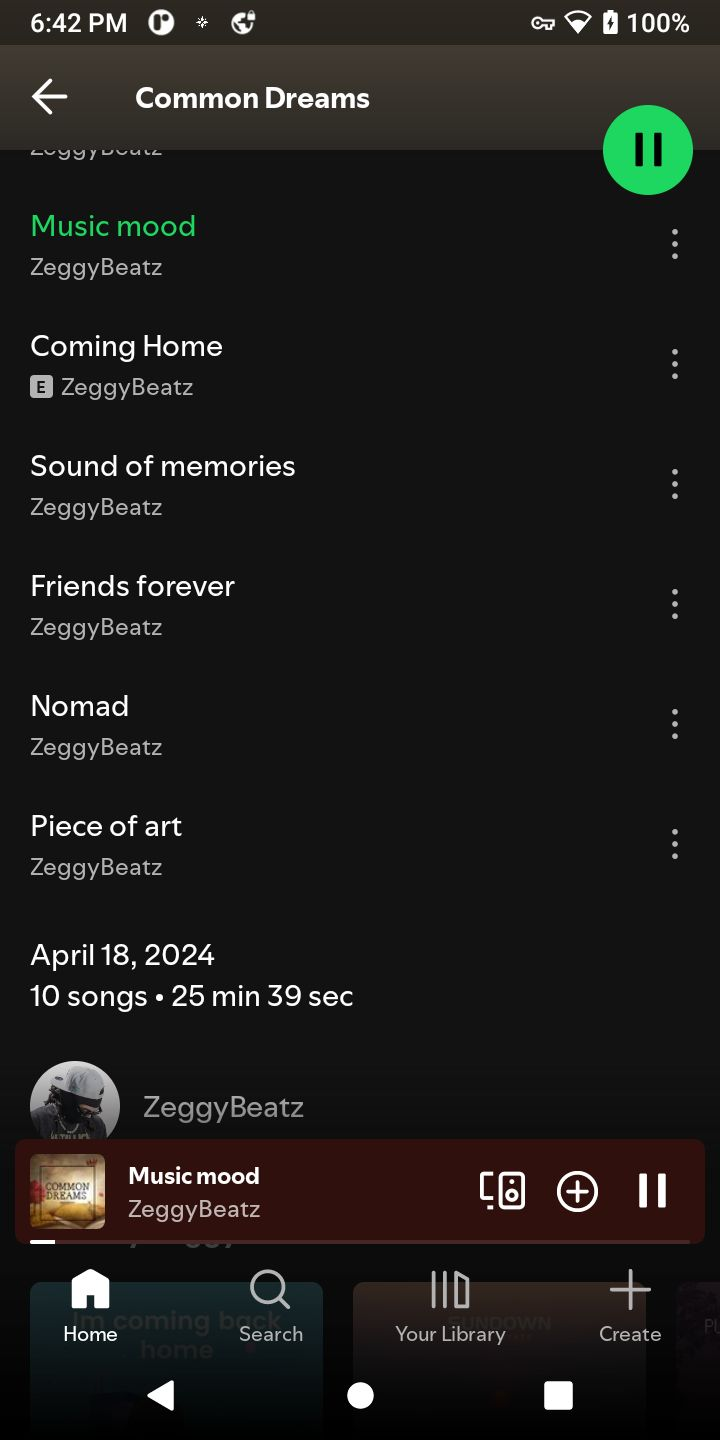 6:42 PM
100%
Common Dreams
ZeggyBeatz
Music mood
ZeggyBeatz
Coming Home
E ZeggyBeatz
Sound of memories
ZeggyBeatz
Friends forever
ZeggyBeatz
Nomad
ZeggyBeatz
Piece of art
ZeggyBeatz
April 18, 2024
10 songs • 25 min 39 sec
ZeggyBeatz
COMMON
DREAMS
Music mood
ZeggyBeatz
Im coming back
home
SUNDOWN
Home
Search
Your Library
Create